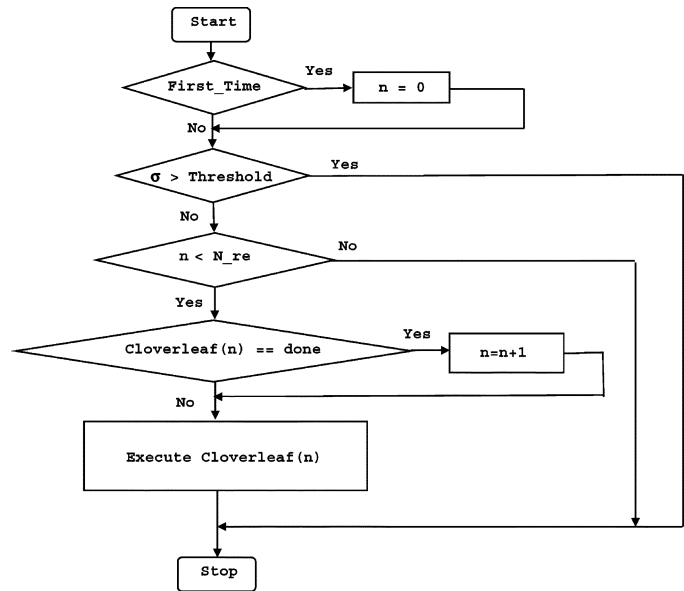 Start
First_Time
Yes
n = 0
No
σ > Threshold
Yes
No
n < N_re
No
Yes
Cloverleaf(n) == done
Yes
n=n+1
No
Execute Cloverleaf(n)
Stop